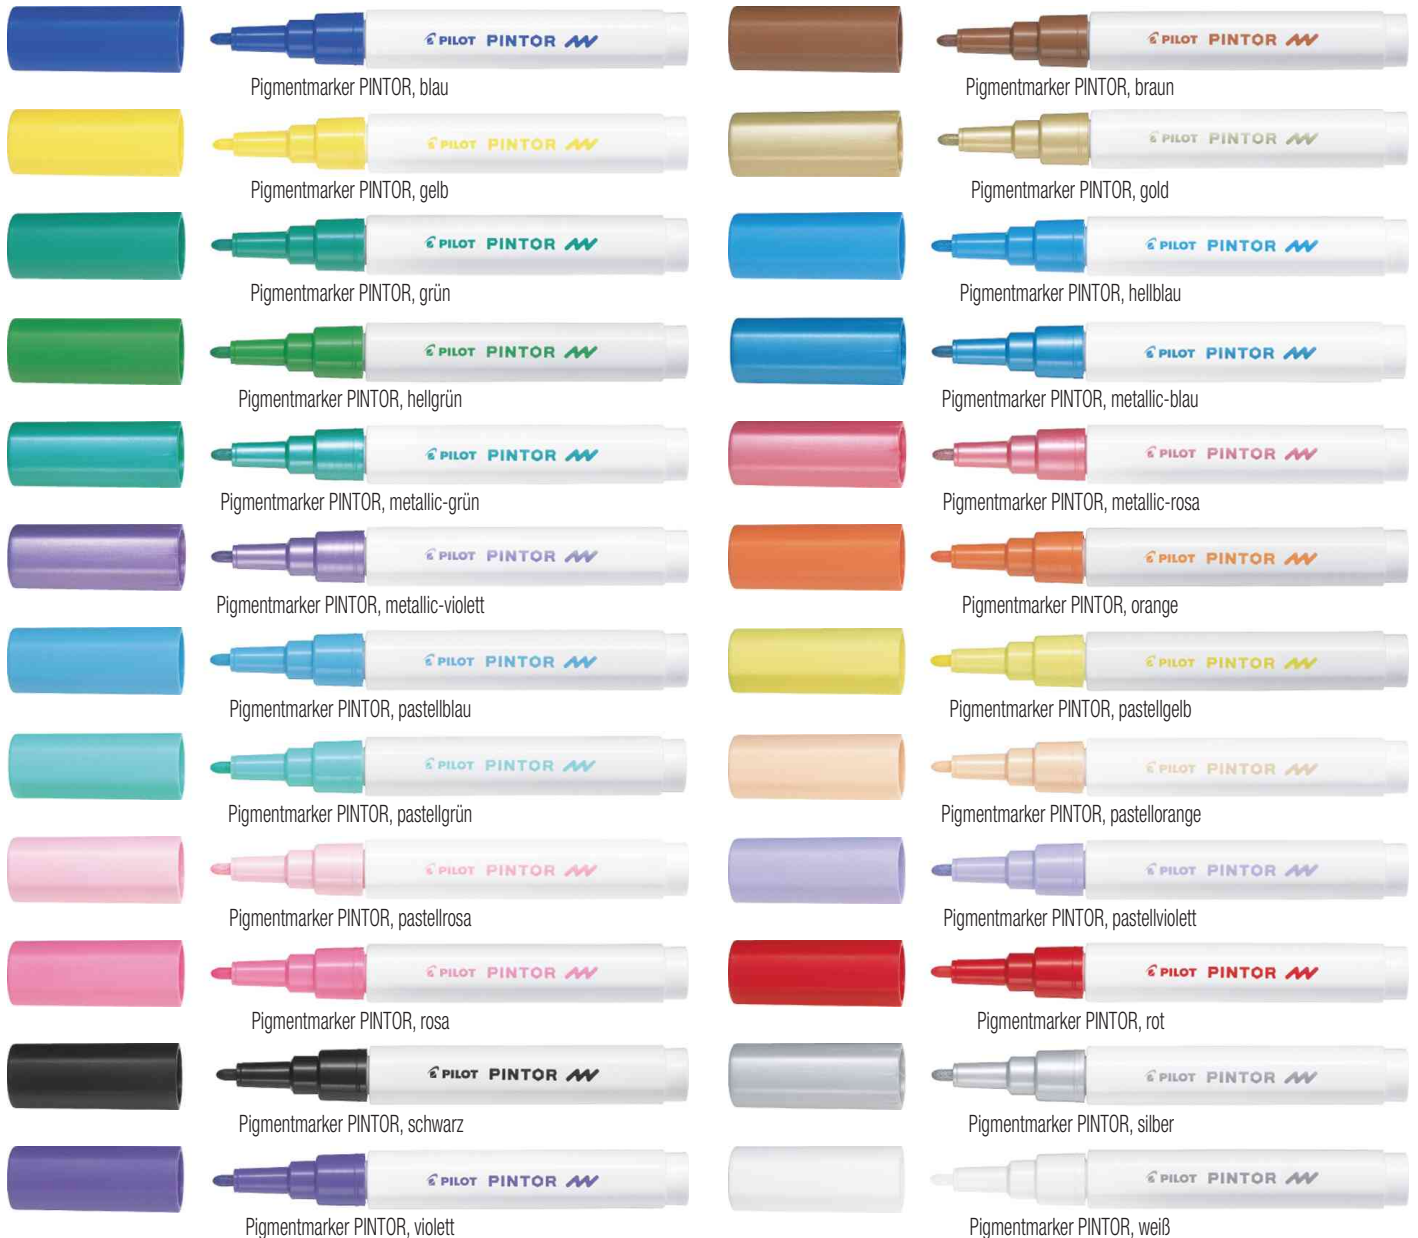 PILOT PINTOR
PILOT PINTOR
Pigmentmarker PINTOR, blau
Pigmentmarker PINTOR, braun
PILOT PINTOR
PILOT PINTOR
Pigmentmarker PINTOR, gelb
Pigmentmarker PINTOR, gold
PILOT PINTOR
PILOT PINTOR
Pigmentmarker PINTOR, grün
Pigmentmarker PINTOR, hellblau
PILOT PINTOR
PILOT PINTOR
Pigmentmarker PINTOR, hellgrün
Pigmentmarker PINTOR, metallic-blau
PILOT PINTOR
PILOT PINTOR
Pigmentmarker PINTOR, metallic-grün
Pigmentmarker PINTOR, metallic-rosa
PILOT PINTOR
PILOT PINTOR
Pigmentmarker PINTOR, metallic-violett
Pigmentmarker PINTOR, orange
PILOT PINTOR
PILOT PINTOR
Pigmentmarker PINTOR, pastellblau
Pigmentmarker PINTOR, pastellgelb
PILOT PINTOR
PILOT PINTOR
Pigmentmarker PINTOR, pastellgrün
Pigmentmarker PINTOR, pastellorange
PILOT PINTOR
PILOT PINTOR
Pigmentmarker PINTOR, pastellrosa
Pigmentmarker PINTOR, pastellviolett
PILOT PINTOR
PILOT PINTOR
Pigmentmarker PINTOR, rosa
Pigmentmarker PINTOR, rot
PILOT PINTOR
PILOT PINTOR
Pigmentmarker PINTOR, schwarz
Pigmentmarker PINTOR, silber
PILOT PINTOR
PILOT PINTOR
Pigmentmarker PINTOR, violett
Pigmentmarker PINTOR, weiß